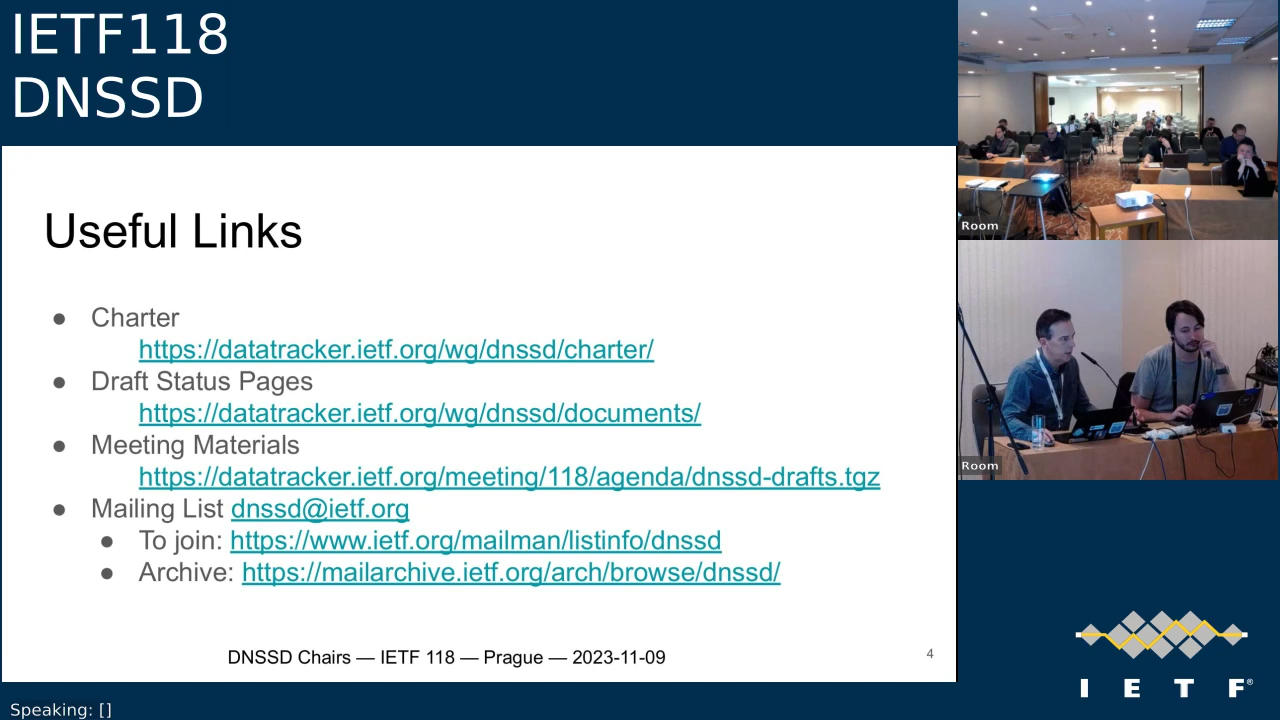 IETF118
DNSSD
Useful Links
● Charter
https://datatracker.ietf.org/wg/dnssd/charter/
● Draft Status Pages
https://datatracker.ietf.org/wg/dnssd/documents/
● Meeting Materials
https://datatracker.ietf.org/meeting/118/agenda/dnssd-drafts.tgz
● Mailing List dnssd@ietf.org
● To join: https://www.ietf.org/mailman/listinfo/dnssd
● Archive: https://mailarchive.ietf.org/arch/browse/dnssd/
DNSSD Chairs — IETF 118 — Prague — 2023-11-09
4
Room
Room
I E T F®
Speaking: []